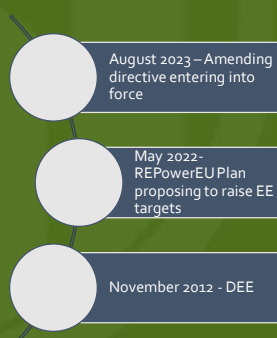 August 2023 – Amending
directive entering into
force
May 2022-
REPowerEU Plan
proposing to raise EE
targets
November 2012 - DEE